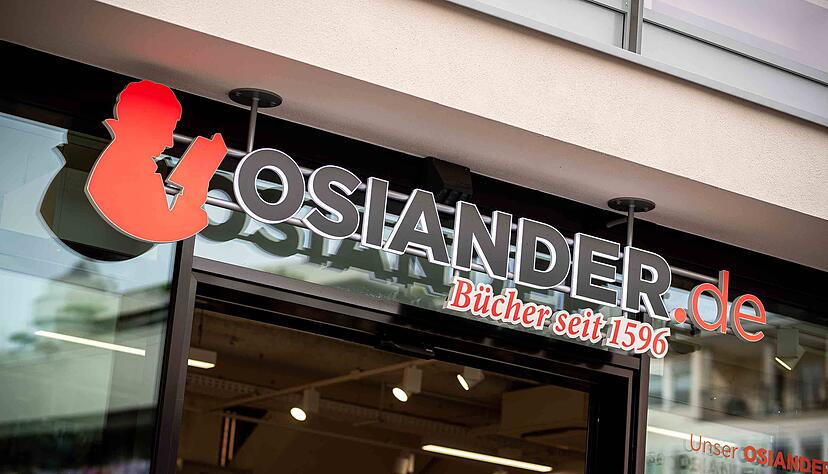 OSIANDER.de
Bücher seit 1596
Unser OSIANDER